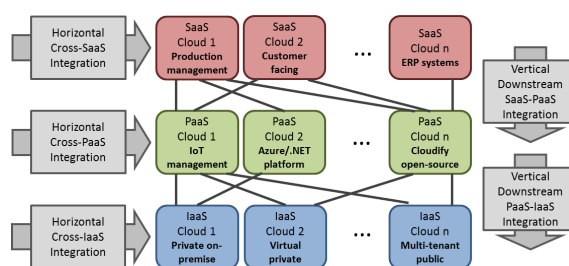 Horizontal
Cross-SaaS
Integration
SaaS
Cloud 1
Production
management
SaaS
Cloud 2
Customer
facing
...
SaaS
Cloud n
ERP systems
Vertical
Downstream
SaaS-PaaS
Integration
Horizontal
Cross-PaaS
Integration
PaaS
Cloud 1
IoT
management
PaaS
Cloud 2
Azure/.NET
platform
...
PaaS
Cloud n
Cloudify
open-source
Vertical
Downstream
PaaS-IaaS
Integration
Horizontal
Cross-IaaS
Integration
IaaS
Cloud 1
Private on-
premise
IaaS
Cloud 2
Virtual
private
...
IaaS
Cloud n
Multi-tenant
public